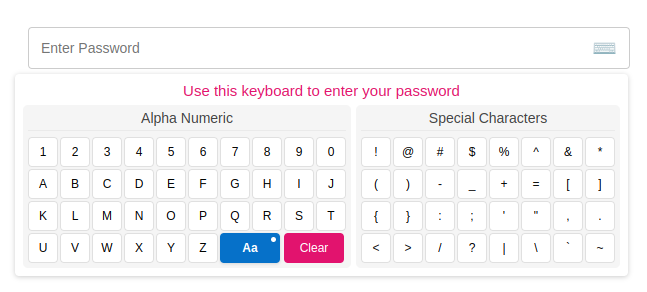 Enter Password
Use this keyboard to enter your password
Alpha Numeric
1 2 3 4 5 6 7 8 9 0
A B C D E F G H I J
K L M N O P Q R S T
U V W X Y Z Aa Clear
Special Characters
! @ # $ % ^ & *
( ) - _ + = [ ]
{ } : ; ' " , .
< > / ? | \ ` ~